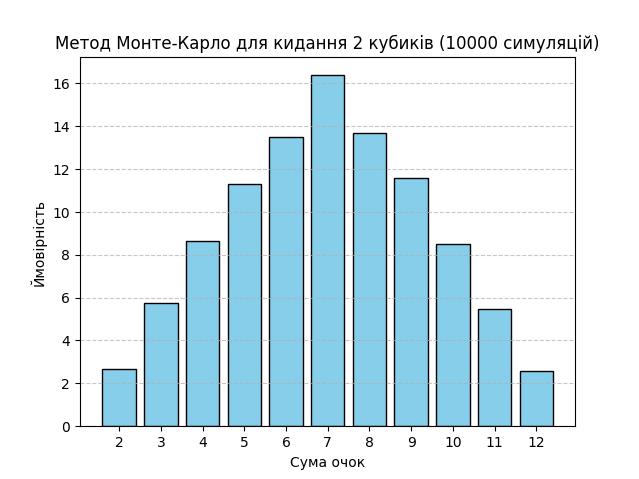 Метод Монте-Карло для кидання 2 кубиків (10000 симуляцій)
16
14
12
10
8
6
4
2
0
Ймовірність
2 3 4 5 6 7 8 9 10 11 12
Сума очок